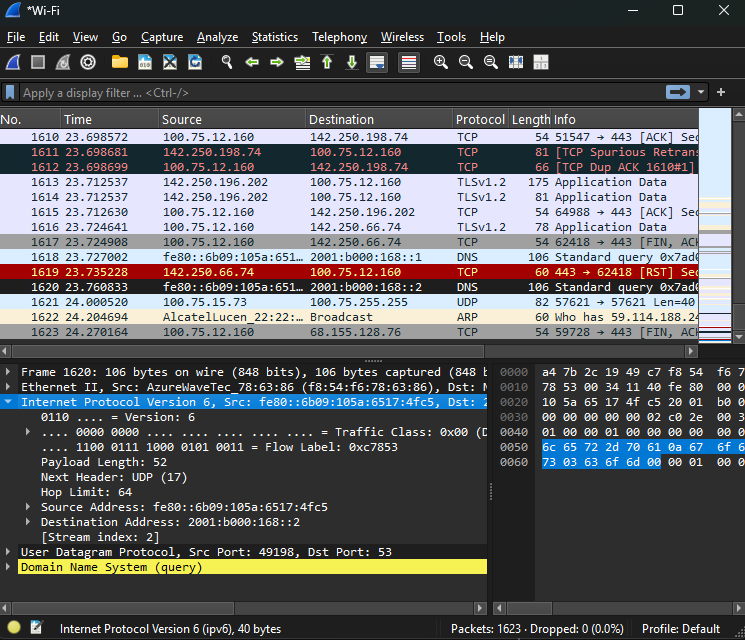 *Wi-Fi
File Edit View Go Capture Analyze Statistics Telephony Wireless Tools Help
Apply a display filter ... <Ctrl-/>
No. Time Source Destination Protocol Length Info
1610 23.698572 100.75.12.160 142.250.198.74 TCP 54 51547 → 443 [ACK] Sec
1611 23.698681 142.250.198.74 100.75.12.160 TCP 81 [TCP Spurious Retrans
1612 23.698699 100.75.12.160 142.250.198.74 TCP 66 [TCP Dup ACK 1610#1]
1613 23.712537 142.250.196.202 100.75.12.160 TLSv1.2 175 Application Data
1614 23.712537 142.250.196.202 100.75.12.160 TLSv1.2 81 Application Data
1615 23.712630 100.75.12.160 142.250.196.202 TCP 54 64988 → 443 [ACK] Sec
1616 23.724641 100.75.12.160 142.250.66.74 TLSv1.2 78 Application Data
1617 23.724908 100.75.12.160 142.250.66.74 TCP 54 62418 → 443 [FIN, ACK
1618 23.727002 fe80::6b09:105a:651… 2001:b000:168::1 DNS 106 Standard query 0x7ad0
1619 23.735228 142.250.66.74 100.75.12.160 TCP 60 443 → 62418 [RST] Sec
1620 23.760833 fe80::6b09:105a:651… 2001:b000:168::2 DNS 106 Standard query 0x7ad0
1621 24.000520 100.75.15.73 100.75.255.255 UDP 82 57621 → 57621 Len=40
1622 24.204694 AlcatelLucen_22:22:… Broadcast ARP 60 Who has 59.114.188.24
1623 24.270164 100.75.12.160 68.155.128.76 TCP 54 59728 → 443 [FIN, ACK
Frame 1620: 106 bytes on wire (848 bits), 106 bytes captured (848 b
Ethernet II, Src: AzureWaveTec_78:63:86 (f8:54:f6:78:63:86), Dst: N
Internet Protocol Version 6, Src: fe80::6b09:105a:6517:4fc5, Dst: 2
0110 .... = Version: 6
.... 0000 0000 .... .... .... .... .... = Traffic Class: 0x00 (D
.... 1100 0111 1000 0101 0011 = Flow Label: 0xc7853
Payload Length: 52
Next Header: UDP (17)
Hop Limit: 64
Source Address: fe80::6b09:105a:6517:4fc5
Destination Address: 2001:b000:168::2
[Stream index: 2]
User Datagram Protocol, Src Port: 49198, Dst Port: 53
Domain Name System (query)
0000 a4 7b 2c 19 49 c7 f8 54 f6 7
0010 78 53 00 34 11 40 fe 80 00 0
0020 10 5a 65 17 4f c5 20 01 b0 0
0030 00 00 00 00 00 02 c0 2e 00 3
0040 01 00 00 01 00 00 00 00 00 0
0050 6c 65 72 2d 70 61 0a 67 6f 6
0060 73 03 63 6f 6d 00 00 01 00 0
Internet Protocol Version 6 (ipv6), 40 bytes
Packets: 1623 · Dropped: 0 (0.0%)
Profile: Default